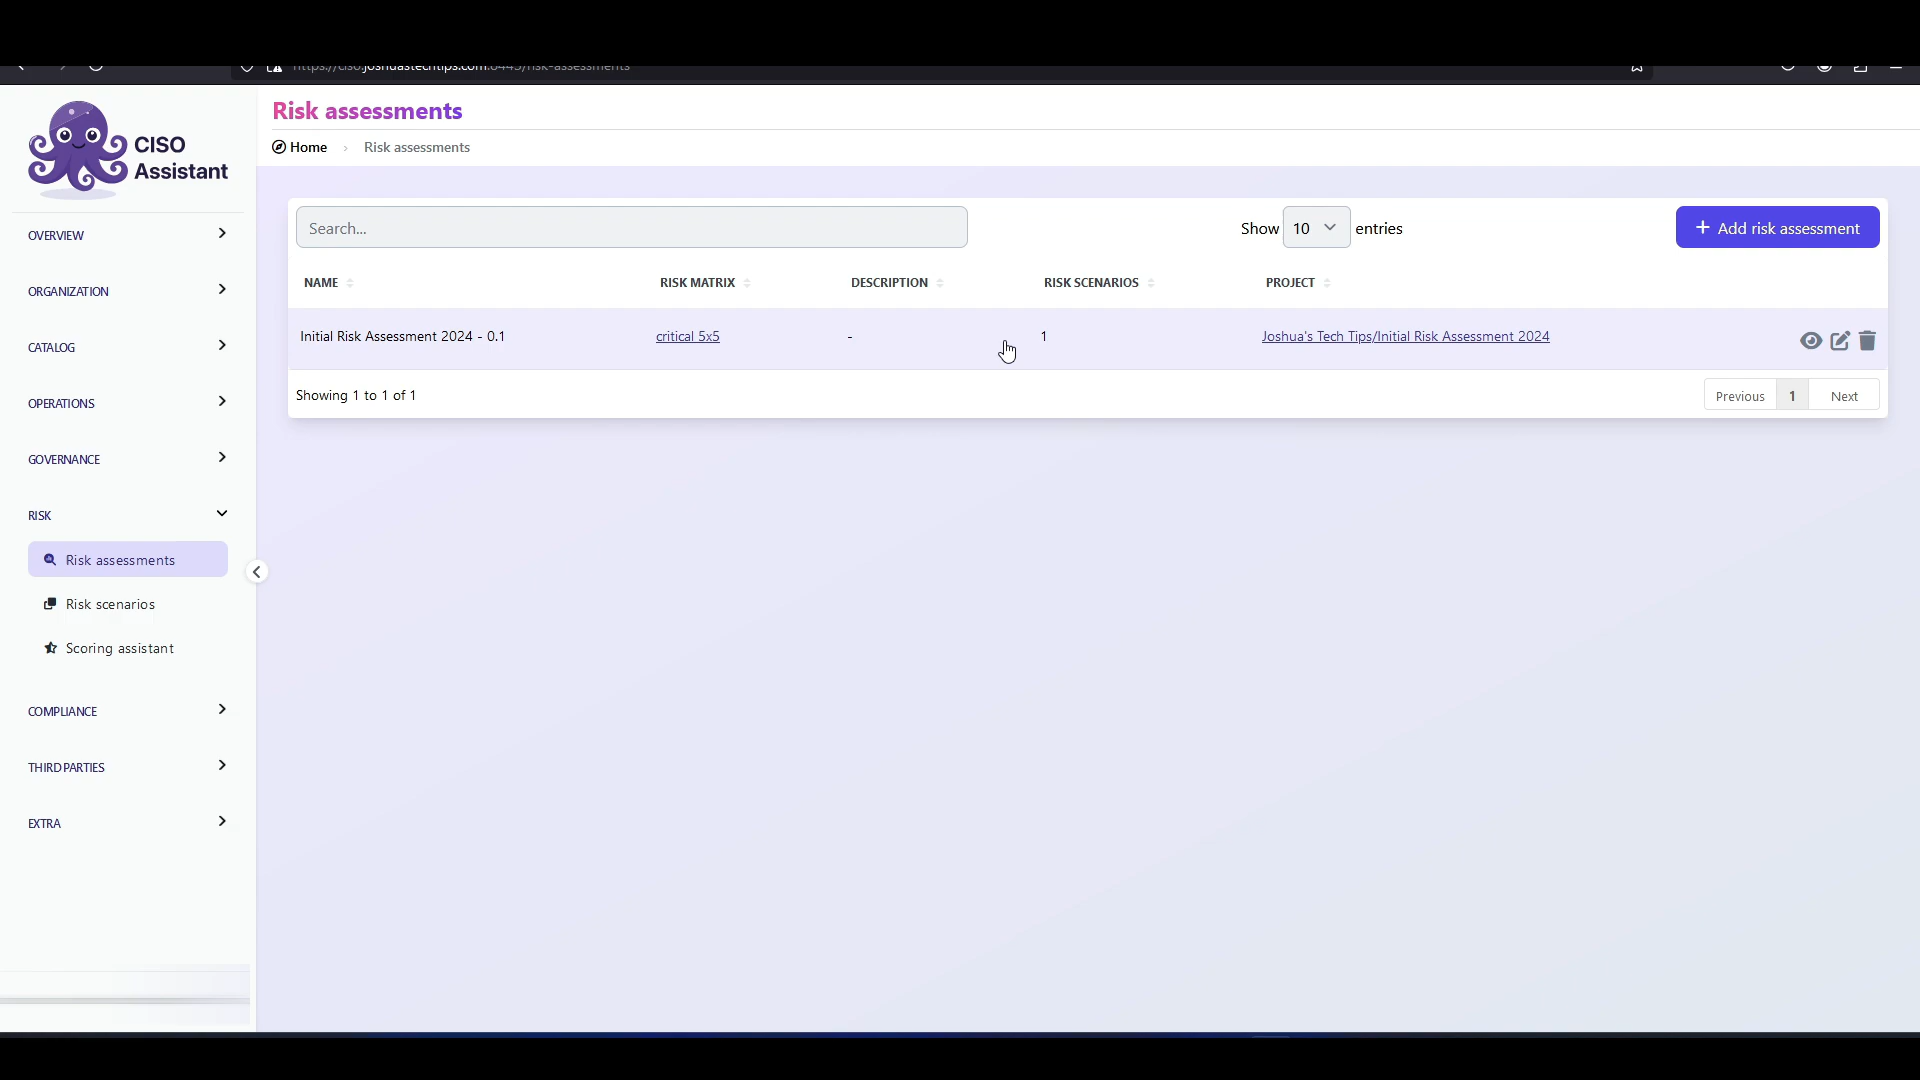 Risk assessments
Home
Risk assessments
CISO
Assistant
OVERVIEW
ORGANIZATION
CATALOG
OPERATIONS
GOVERNANCE
RISK
Risk assessments
Risk scenarios
Scoring assistant
COMPLIANCE
THIRD PARTIES
EXTRA
Search...
Show 10 entries
+ Add risk assessment
NAME RISK MATRIX DESCRIPTION RISK SCENARIOS PROJECT
Initial Risk Assessment 2024 - 0.1 critical 5x5 - 1 Joshua's Tech Tips/Initial Risk Assessment 2024
Showing 1 to 1 of 1
Previous 1 Next